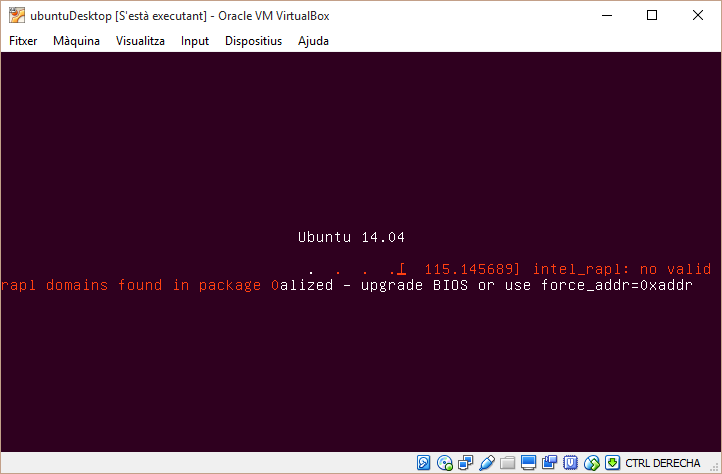 ubuntuDesktop [S'està executant] - Oracle VM VirtualBox
Fitxer Màquina Visualitza Input Dispositius Ajuda
Ubuntu 14.04
. . . .[ 115.145689] intel_rapl: no valid
rapl domains found in package 0alized - upgrade BIOS or use force_addr=0xaddr
CTRL DERECHA